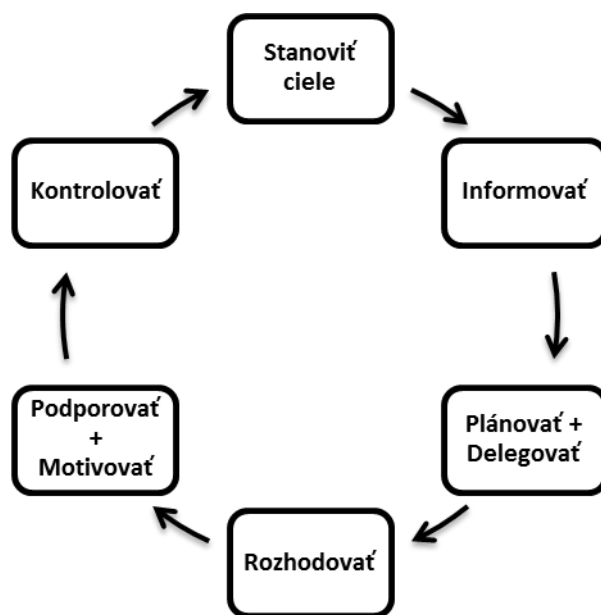 Stanoviť
ciele
Informovať
Plánovať +
Delegovať
Rozhodovať
Podporovať
+
Motivovať
Kontrolovať